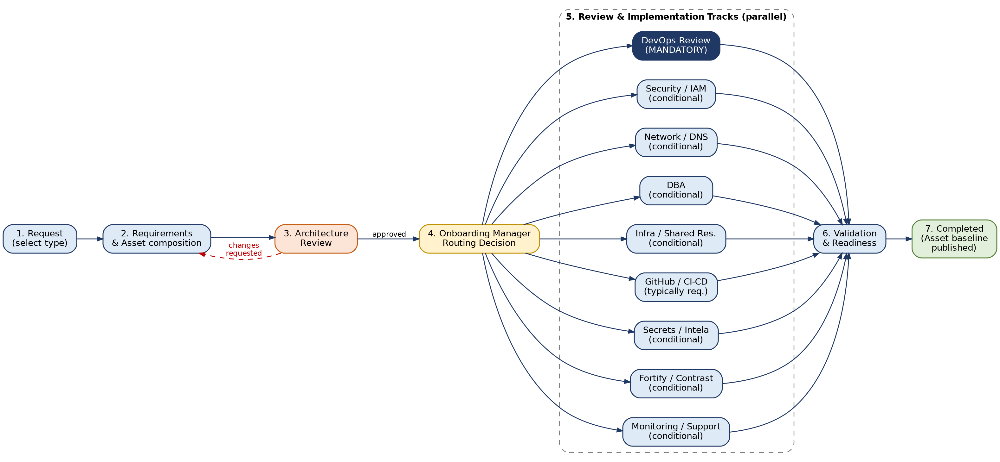 5. Review & Implementation Tracks (parallel)
DevOps Review
(MANDATORY)
Security / IAM
(conditional)
Network / DNS
(conditional)
DBA
(conditional)
1. Request
(select type)
2. Requirements
& Asset composition
changes
requested
3. Architecture
Review
approved
4. Onboarding Manager
Routing Decision
Infra / Shared Res.
(conditional)
6. Validation
& Readiness
7. Completed
(Asset baseline
published)
GitHub / CI-CD
(typically req.)
Secrets / Intela
(conditional)
Fortify / Contrast
(conditional)
Monitoring / Support
(conditional)